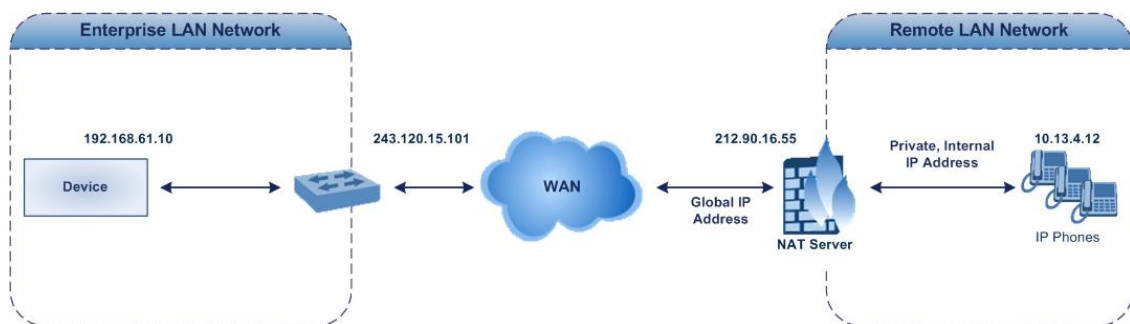 Enterprise LAN Network
Remote LAN Network
192.168.61.10
243.120.15.101
212.90.16.55
Private, Internal
IP Address
10.13.4.12
Device
WAN
Global IP
Address
NAT Server
IP Phones